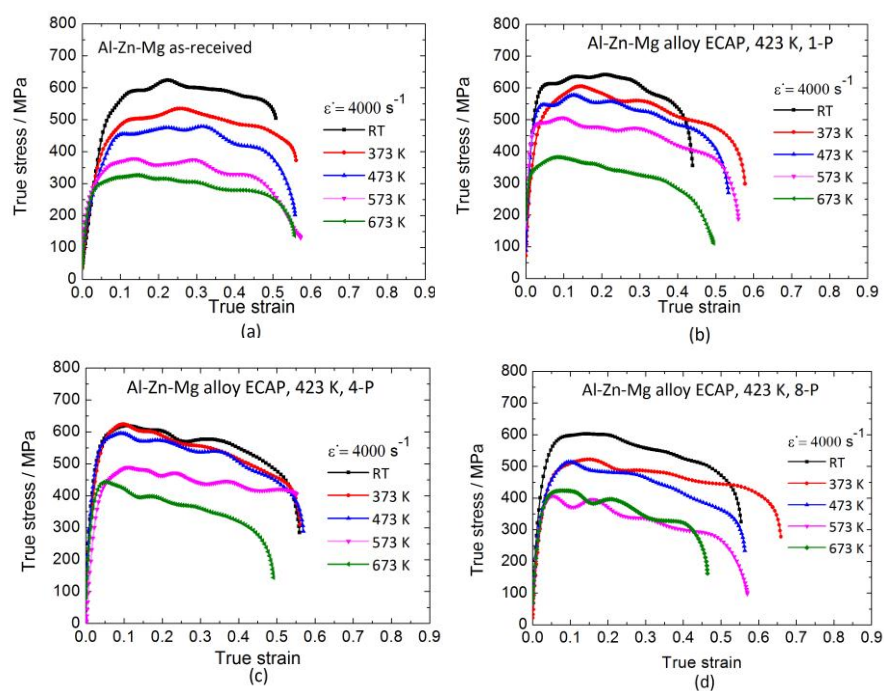 Al-Zn-Mg as-received
ε˙= 4000 s⁻¹
RT
373 K
473 K
573 K
673 K
True stress / MPa
800
700
600
500
400
300
200
100
0
0.0 0.1 0.2 0.3 0.4 0.5 0.6 0.7 0.8 0.9
True strain
(a)
Al-Zn-Mg alloy ECAP, 423 K, 1-P
ε˙= 4000 s⁻¹
RT
373 K
473 K
573 K
673 K
True stress / MPa
800
700
600
500
400
300
200
100
0
0.0 0.1 0.2 0.3 0.4 0.5 0.6 0.7 0.8 0.9
True strain
(b)
Al-Zn-Mg alloy ECAP, 423 K, 4-P
ε˙= 4000 s⁻¹
RT
373 K
473 K
573 K
673 K
True stress / MPa
800
700
600
500
400
300
200
100
0
0.0 0.1 0.2 0.3 0.4 0.5 0.6 0.7 0.8 0.9
True strain
(c)
Al-Zn-Mg alloy ECAP, 423 K, 8-P
ε˙= 4000 s⁻¹
RT
373 K
473 K
573 K
673 K
True stress / MPa
800
700
600
500
400
300
200
100
0
0.0 0.1 0.2 0.3 0.4 0.5 0.6 0.7 0.8 0.9
True strain
(d)